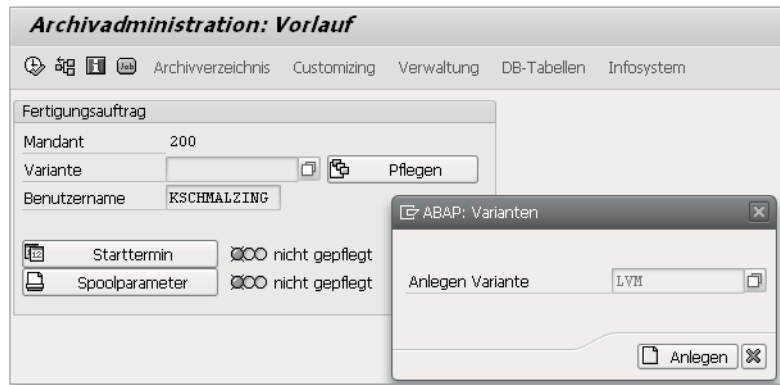 Archivadministration: Vorlauf
Job Archivverzeichnis Customizing Verwaltung DB-Tabellen Infosystem
Fertigungsauftrag
Mandant 200
Variante Pflegen
Benutzername KSCHMALZING
Starttermin nicht gepflegt
Spoolparameter nicht gepflegt
ABAP: Varianten
Anlegen Variante LVM
Anlegen